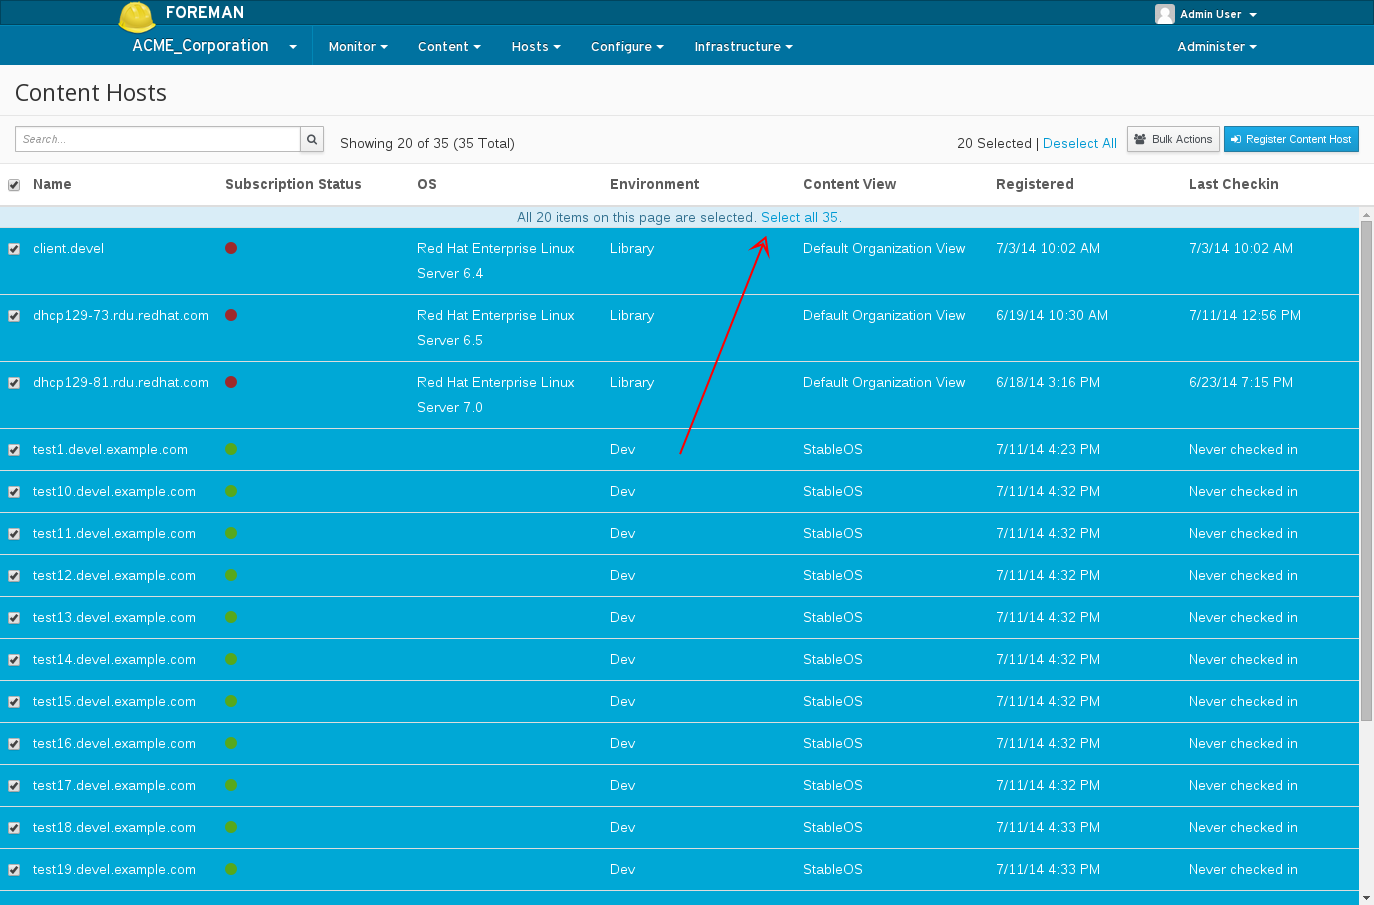 FOREMAN
Admin User
ACME_Corporation Monitor Content Hosts Configure Infrastructure Administer
Content Hosts
Search... Showing 20 of 35 (35 Total) 20 Selected | Deselect All Bulk Actions Register Content Host
Name Subscription Status OS Environment Content View Registered Last Checkin
All 20 items on this page are selected. Select all 35.
client.devel Red Hat Enterprise Linux Library Default Organization View 7/3/14 10:02 AM 7/3/14 10:02 AM
Server 6.4
dhcp129-73.rdu.redhat.com Red Hat Enterprise Linux Library Default Organization View 6/19/14 10:30 AM 7/11/14 12:56 PM
Server 6.5
dhcp129-81.rdu.redhat.com Red Hat Enterprise Linux Library Default Organization View 6/18/14 3:16 PM 6/23/14 7:15 PM
Server 7.0
test1.devel.example.com Dev StableOS 7/11/14 4:23 PM Never checked in
test10.devel.example.com Dev StableOS 7/11/14 4:32 PM Never checked in
test11.devel.example.com Dev StableOS 7/11/14 4:32 PM Never checked in
test12.devel.example.com Dev StableOS 7/11/14 4:32 PM Never checked in
test13.devel.example.com Dev StableOS 7/11/14 4:32 PM Never checked in
test14.devel.example.com Dev StableOS 7/11/14 4:32 PM Never checked in
test15.devel.example.com Dev StableOS 7/11/14 4:32 PM Never checked in
test16.devel.example.com Dev StableOS 7/11/14 4:32 PM Never checked in
test17.devel.example.com Dev StableOS 7/11/14 4:32 PM Never checked in
test18.devel.example.com Dev StableOS 7/11/14 4:33 PM Never checked in
test19.devel.example.com Dev StableOS 7/11/14 4:33 PM Never checked in